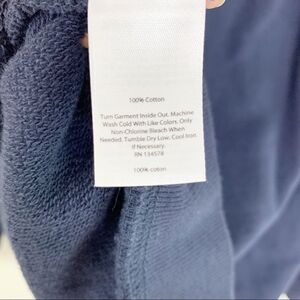 100% Cotton
Turn Garment Inside Out, Machine
Wash Cold With Like Colors. Only
Non-Chlorine Bleach When
Needed. Tumble Dry Low. Cool Iron
If Necessary.
RN 134578
100% coton